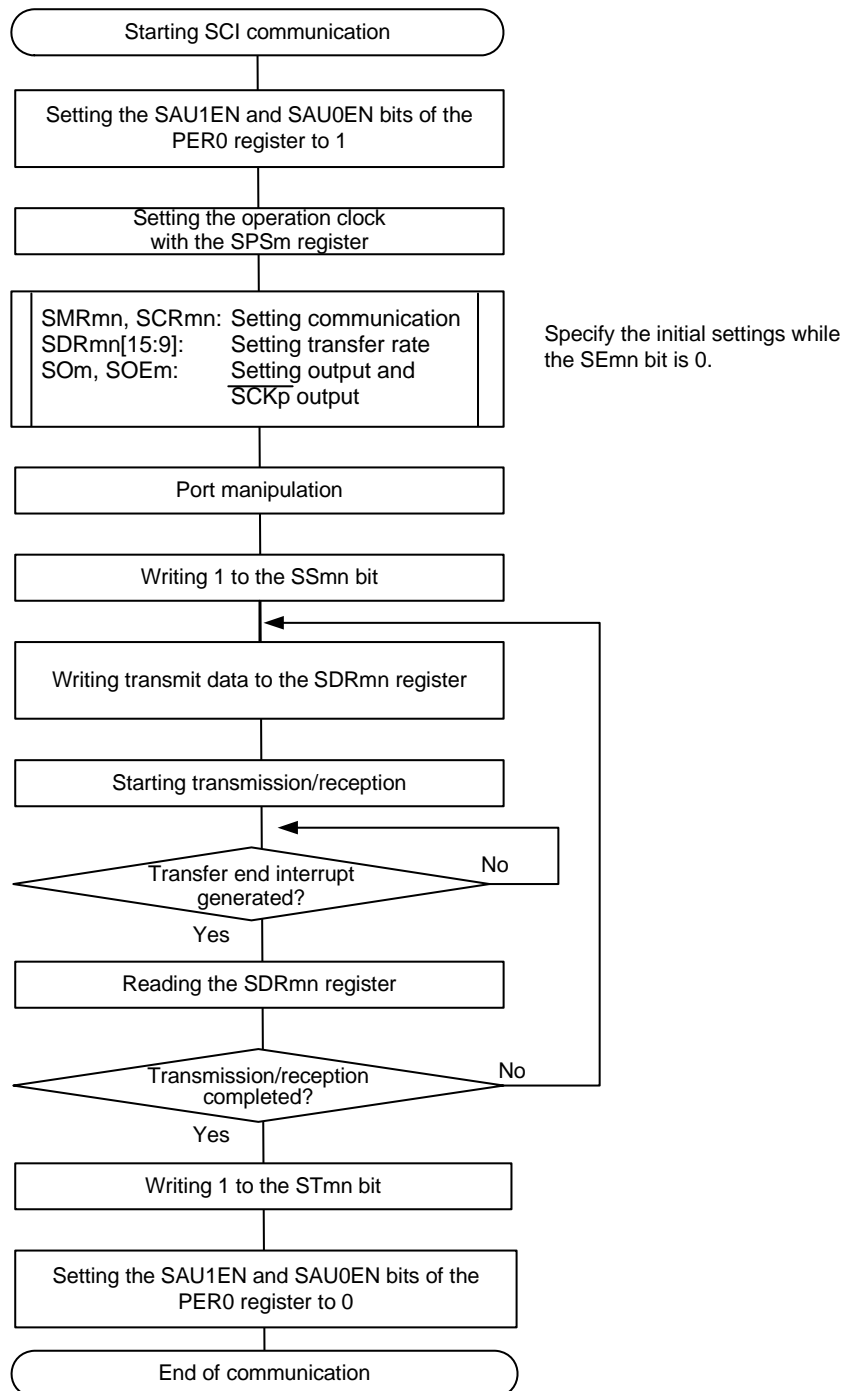 Starting SCI communication
Setting the SAU1EN and SAU0EN bits of the
PER0 register to 1
Setting the operation clock
with the SPSm register
SMRmn, SCRmn: Setting communication
SDRmn[15:9]: Setting transfer rate
SOm, SOEm: Setting output and
SCKp output
Specify the initial settings while
the SEmn bit is 0.
Port manipulation
Writing 1 to the SSmn bit
Writing transmit data to the SDRmn register
Starting transmission/reception
Transfer end interrupt
generated?
No
Yes
Reading the SDRmn register
Transmission/reception
completed?
No
Yes
Writing 1 to the STmn bit
Setting the SAU1EN and SAU0EN bits of the
PER0 register to 0
End of communication